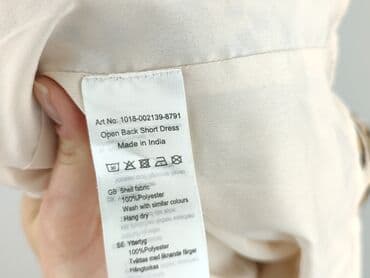 Art No: 1018-002139-8791
Open Back Short Dress
Made in India
GB: Shell fabric
100%Polyester
Wash with similar colours
: Hang dry
SE: Yttertyg
100%Polyester
Tvättas med liknande färger
: Hängtorkas